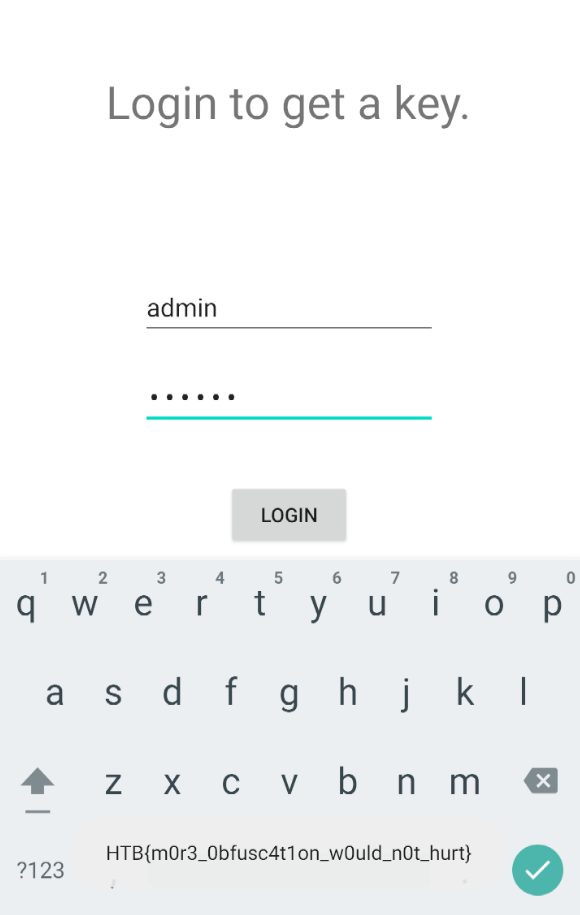 Login to get a key.
admin
••••••
LOGIN
1 2 3 4 5 6 7 8 9 0
q w e r t y u i o p
a s d f g h j k l
z x c v b n m
?123
HTB{m0r3_0bfusc4t1on_w0uld_n0t_hurt}